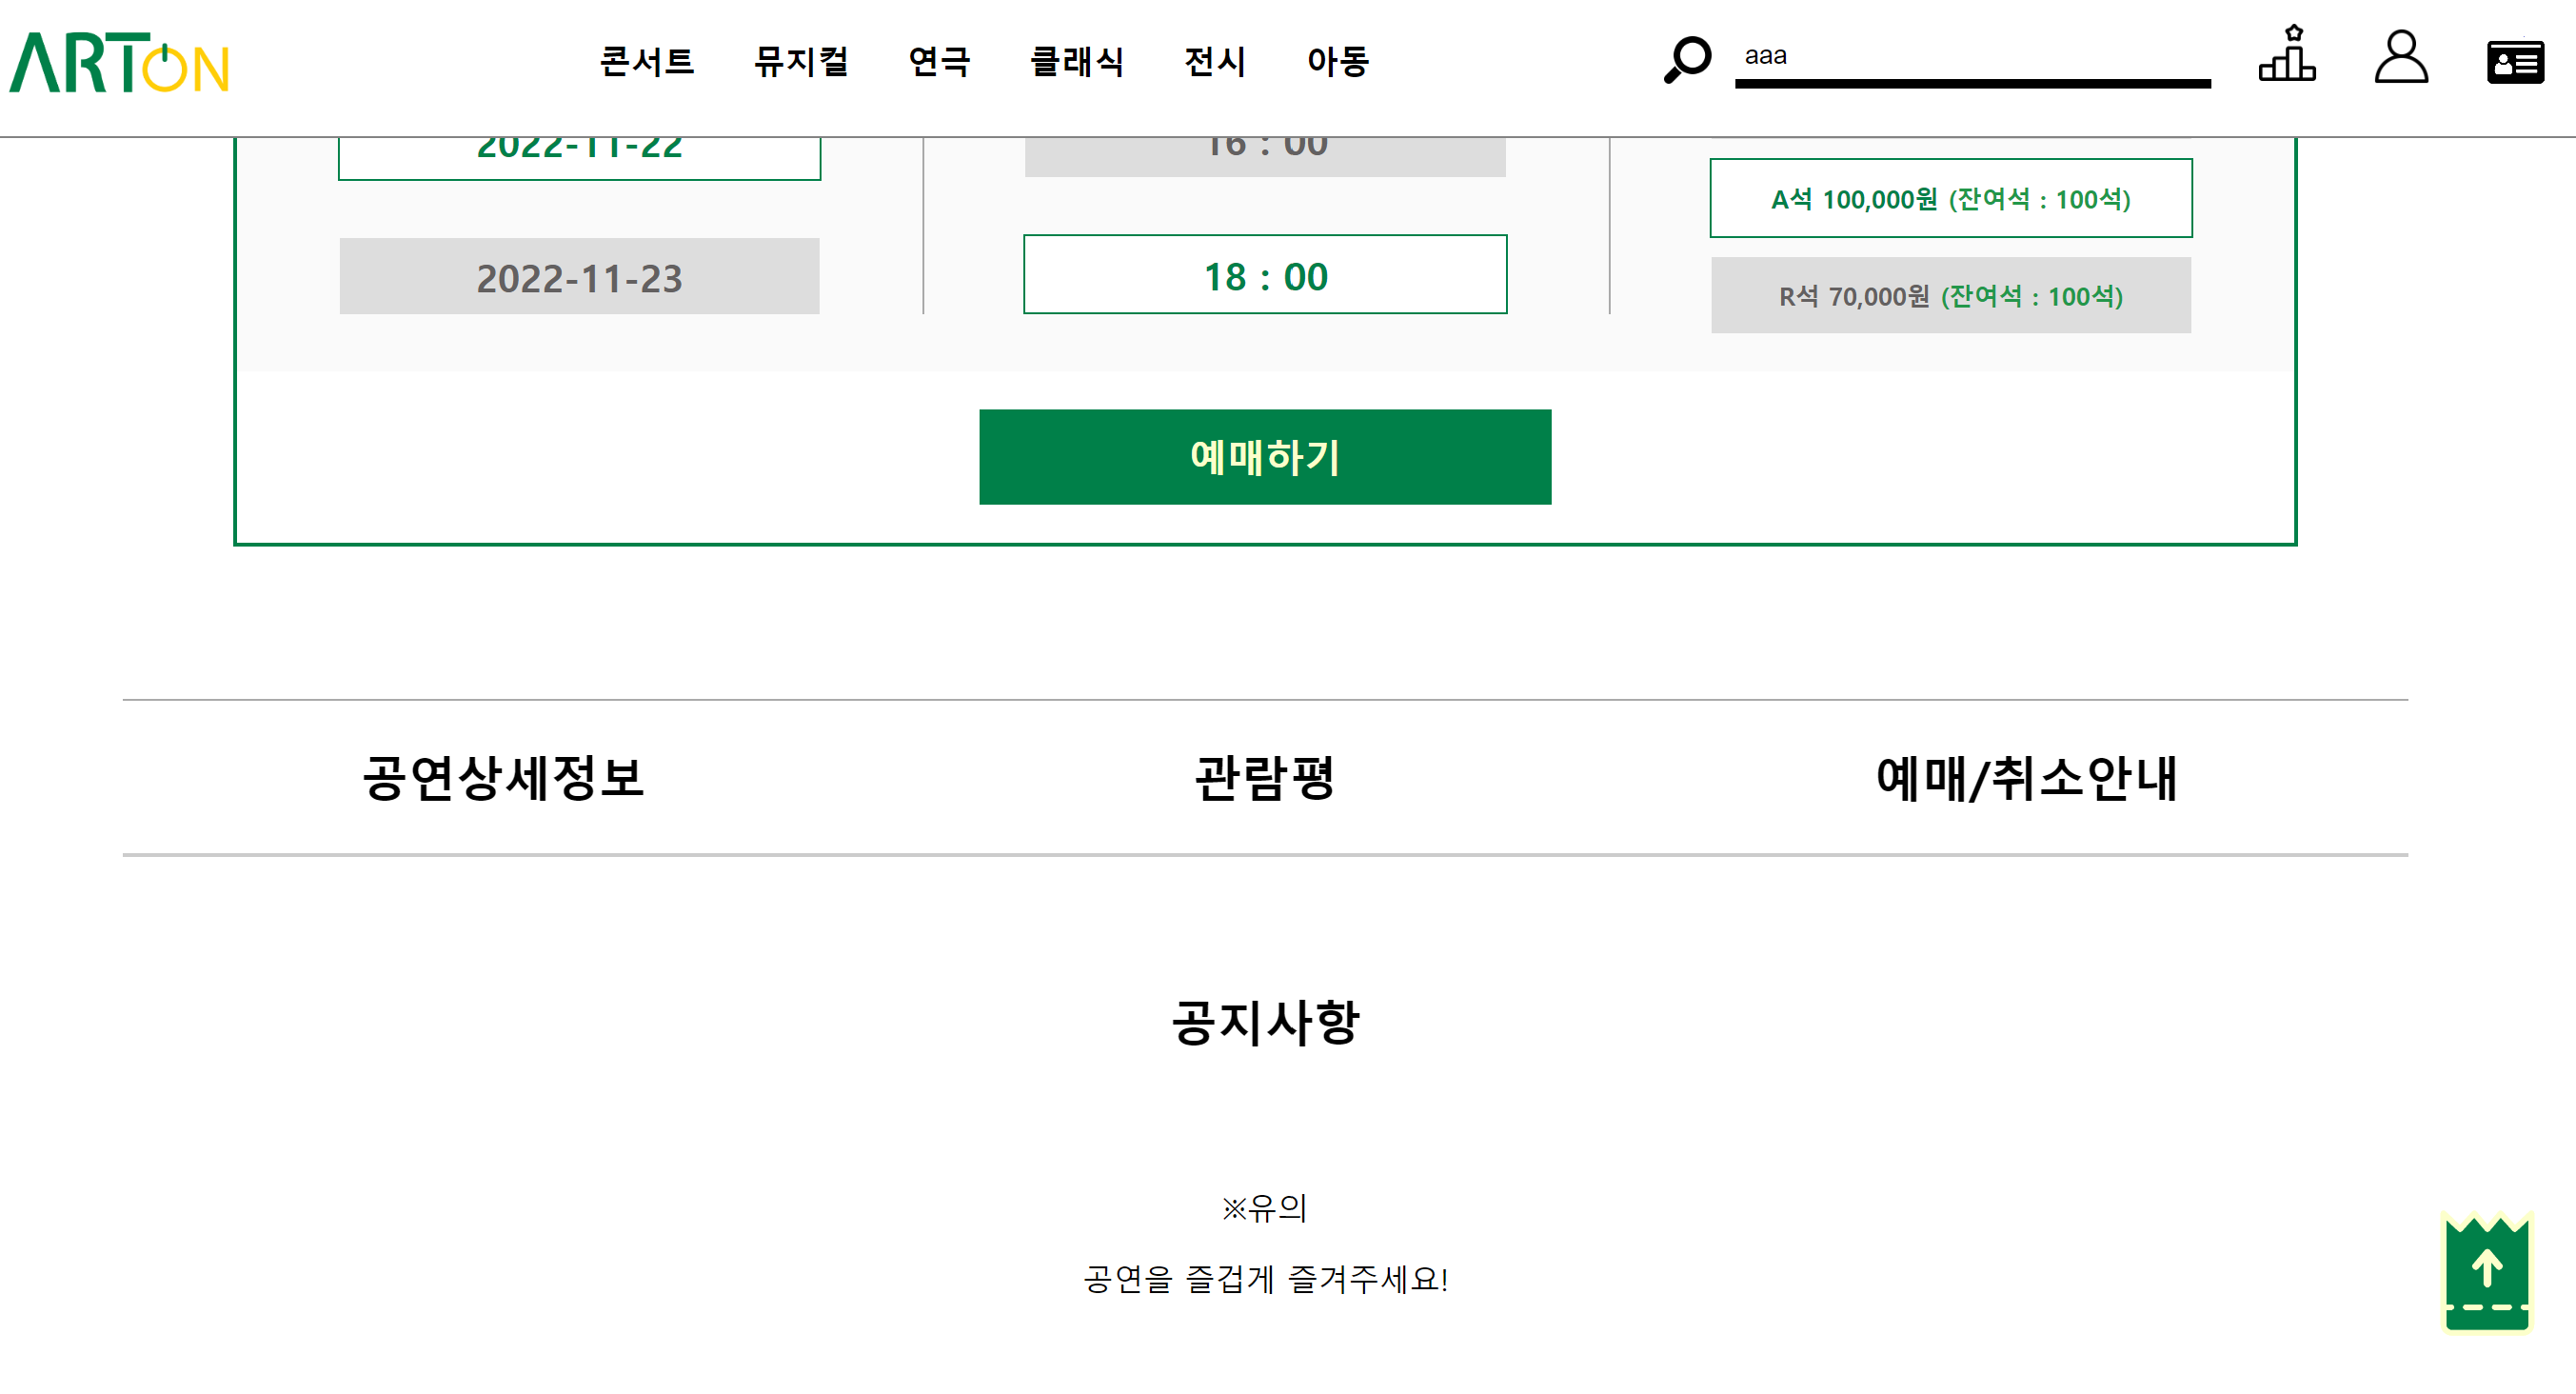 ARTON 콘서트 뮤지컬 연극 클래식 전시 아동 aaa
2022-11-22 16 : 00
A석 100,000원 (잔여석 : 100석)
2022-11-23 18 : 00
R석 70,000원 (잔여석 : 100석)
예매하기
공연상세정보 관람평 예매/취소안내
공지사항
※유의
공연을 즐겁게 즐겨주세요!